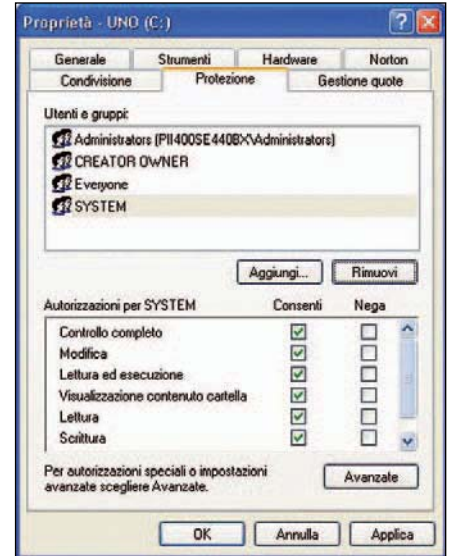 Proprietà - UNO (C:)
Generale Strumenti Hardware Norton
Condivisione Protezione Gestione quote
Utenti e gruppi:
Administrators (PII400SE440BX\Administrators)
CREATOR OWNER
Everyone
SYSTEM
Aggiungi... Rimuovi
Autorizzazioni per SYSTEM Consenti Nega
Controllo completo
Modifica
Lettura ed esecuzione
Visualizzazione contenuto cartella
Lettura
Scrittura
Per autorizzazioni speciali o impostazioni
avanzate scegliere Avanzate.
Avanzate
OK Annulla Applica